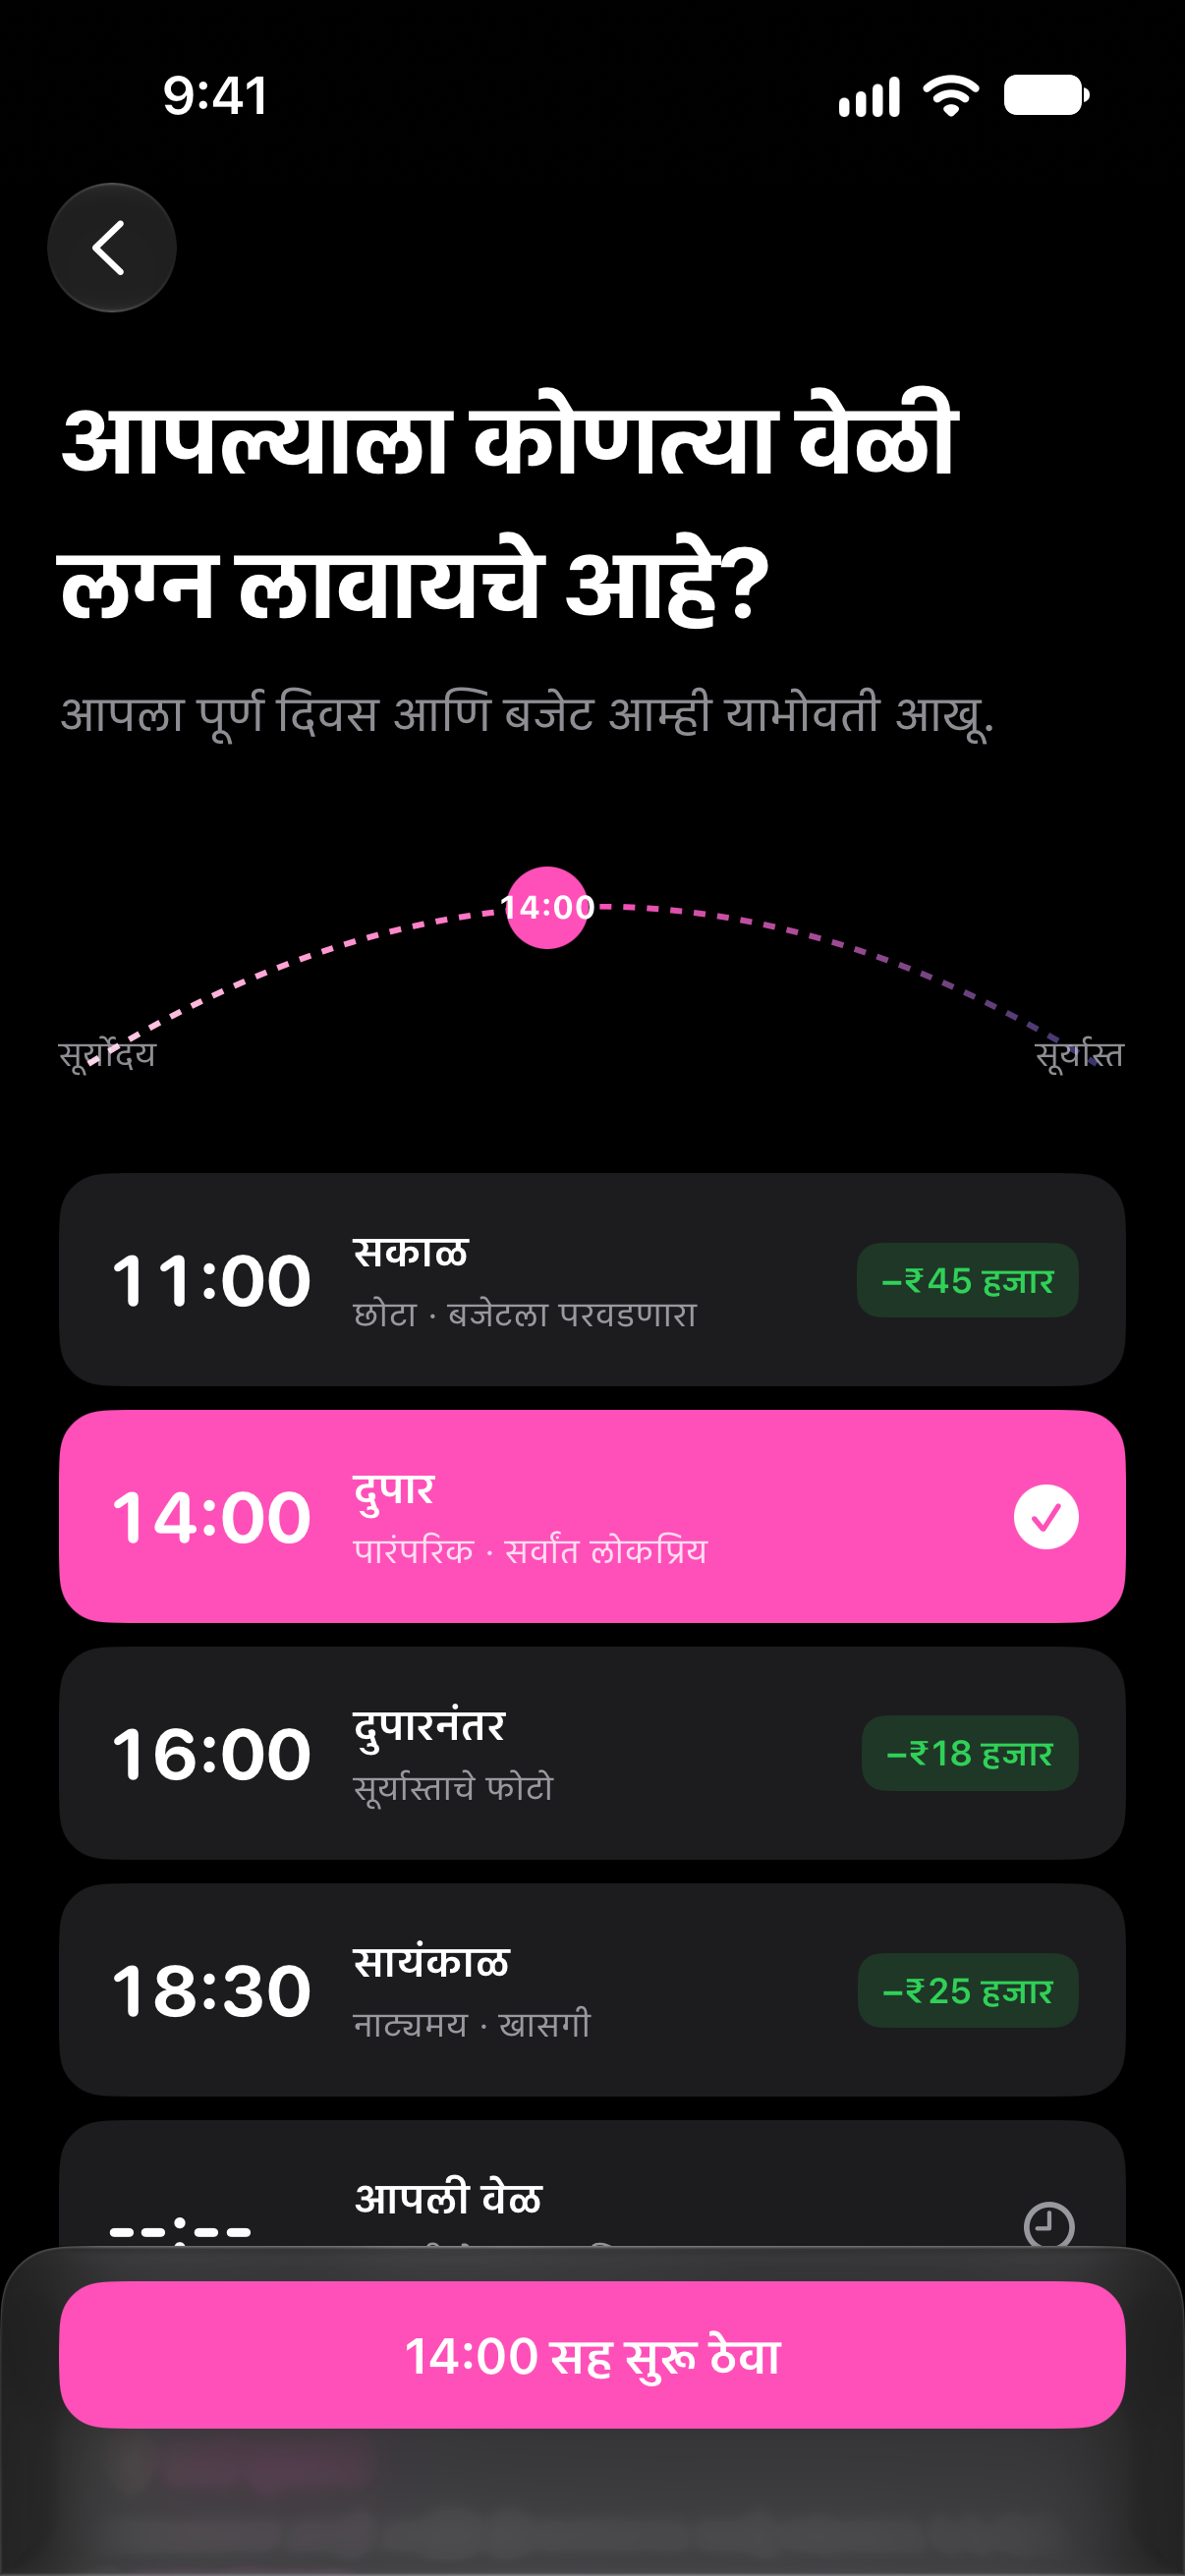 9:41
आपल्याला कोणत्या वेळी
लग्न लावायचे आहे?
आपला पूर्ण दिवस आणि बजेट आम्ही याभोवती आखू.
14:00
सूर्योदय
सूर्यास्त
11:00
सकाळ
छोटा · बजेटला परवडणारा
−₹45 हजार
14:00
दुपार
पारंपरिक · सर्वांत लोकप्रिय
16:00
दुपारनंतर
सूर्यास्ताचे फोटो
−₹18 हजार
18:30
सायंकाळ
नाट्यमय · खासगी
−₹25 हजार
--:--
आपली वेळ
14:00 सह सुरू ठेवा